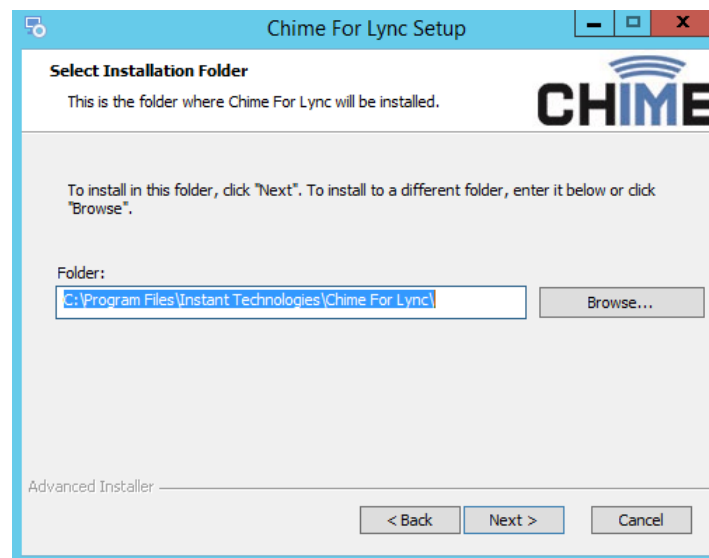 Chime For Lync Setup
Select Installation Folder
This is the folder where Chime For Lync will be installed.
CHIME
To install in this folder, click "Next". To install to a different folder, enter it below or click
"Browse".
Folder:
C:\Program Files\Instant Technologies\Chime For Lync\
Browse...
Advanced Installer
< Back
Next >
Cancel